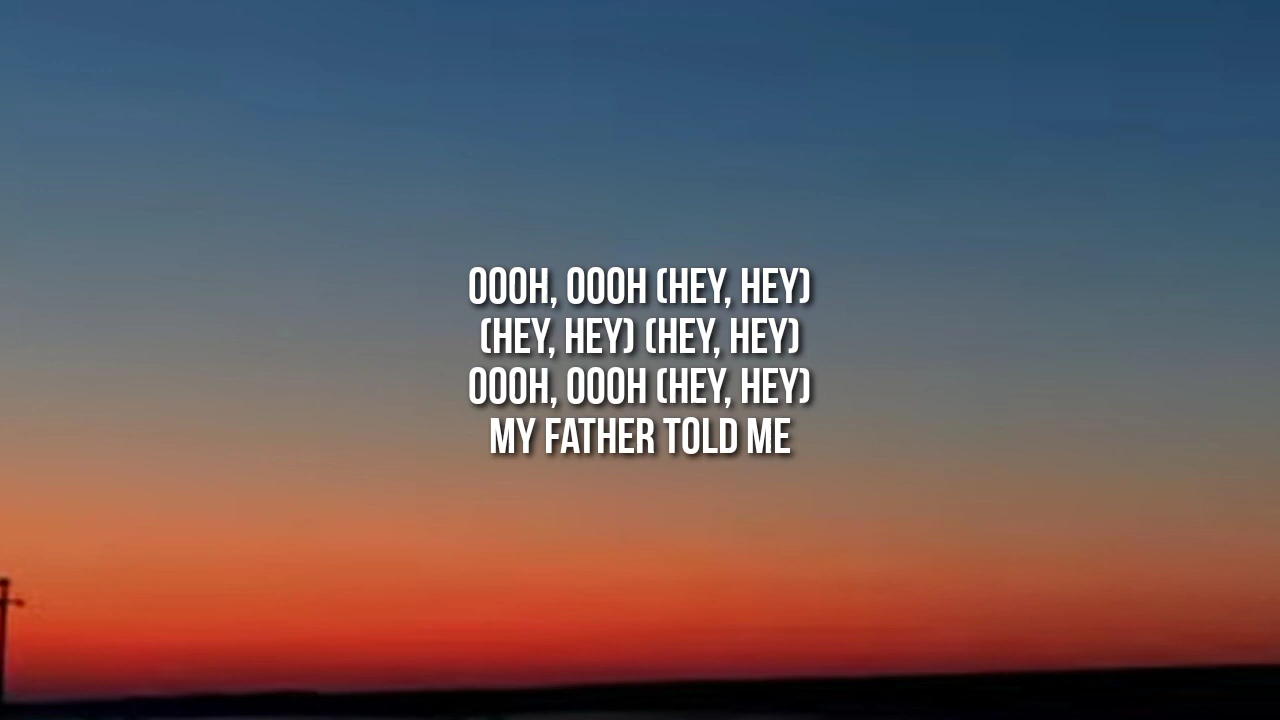 OOOH, OOOH (HEY, HEY)
(HEY, HEY) (HEY, HEY)
OOOH, OOOH (HEY, HEY)
MY FATHER TOLD ME